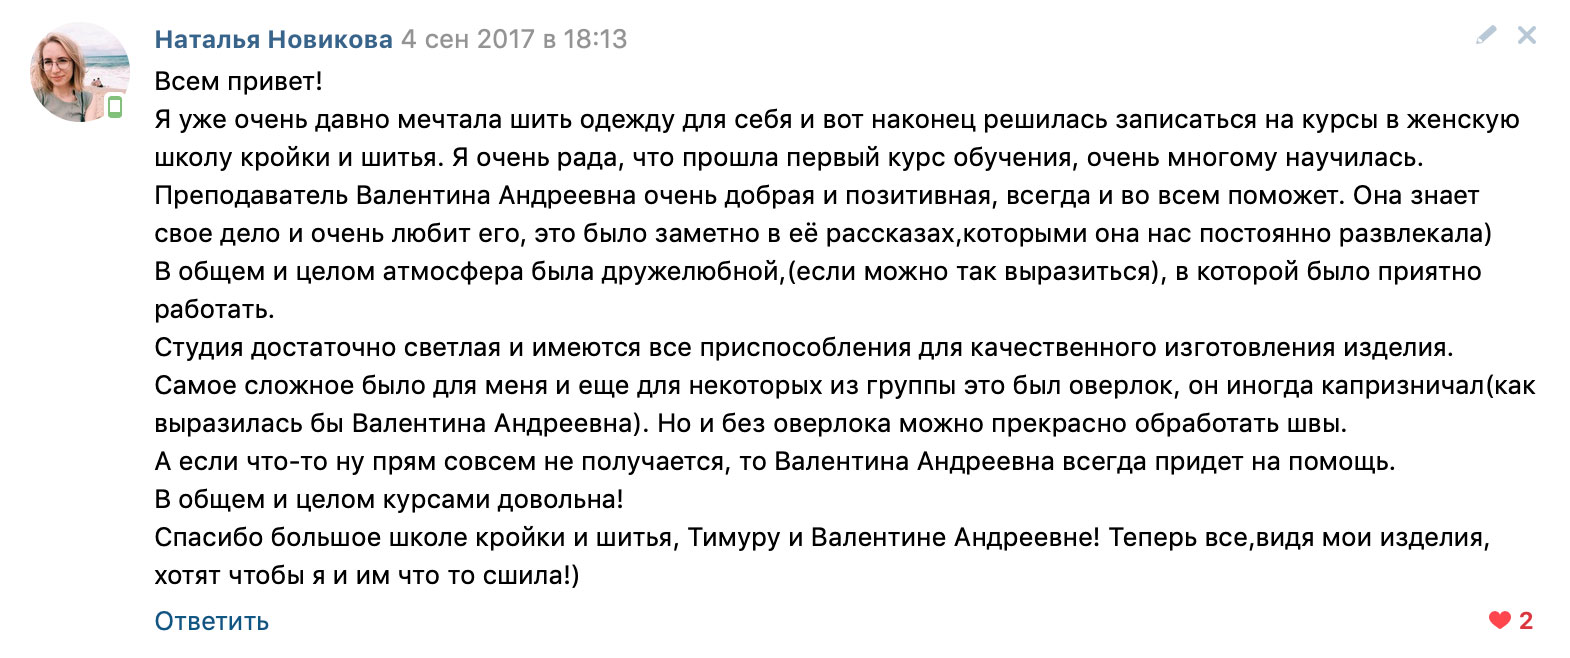 Наталья Новикова 4 сен 2017 в 18:13
Всем привет!
Я уже очень давно мечтала шить одежду для себя и вот наконец решилась записаться на курсы в женскую
школу кройки и шитья. Я очень рада, что прошла первый курс обучения, очень многому научилась.
Преподаватель Валентина Андреевна очень добрая и позитивная, всегда и во всем поможет. Она знает
свое дело и очень любит его, это было заметно в её рассказах,которыми она нас постоянно развлекала)
В общем и целом атмосфера была дружелюбной,(если можно так выразиться), в которой было приятно
работать.
Студия достаточно светлая и имеются все приспособления для качественного изготовления изделия.
Самое сложное было для меня и еще для некоторых из группы это был оверлок, он иногда капризничал(как
выразилась бы Валентина Андреевна). Но и без оверлока можно прекрасно обработать швы.
А если что-то ну прям совсем не получается, то Валентина Андреевна всегда придет на помощь.
В общем и целом курсами довольна!
Спасибо большое школе кройки и шитья, Тимуру и Валентине Андреевне! Теперь все,видя мои изделия,
хотят чтобы я и им что то сшила!)
Ответить 2